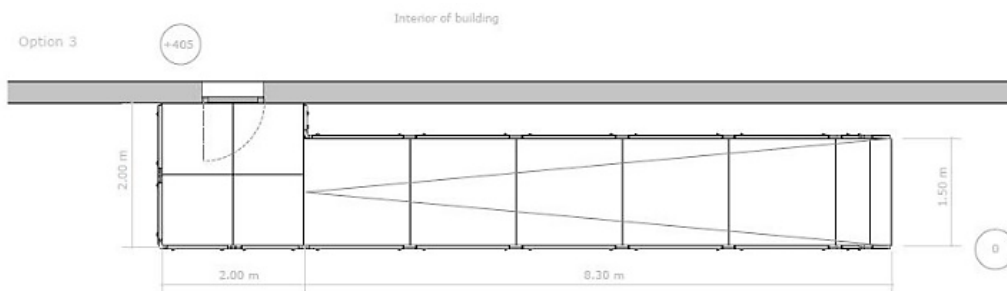 Interior of building
Option 3
+405
2.00 m
1.50 m
0
2.00 m
8.30 m